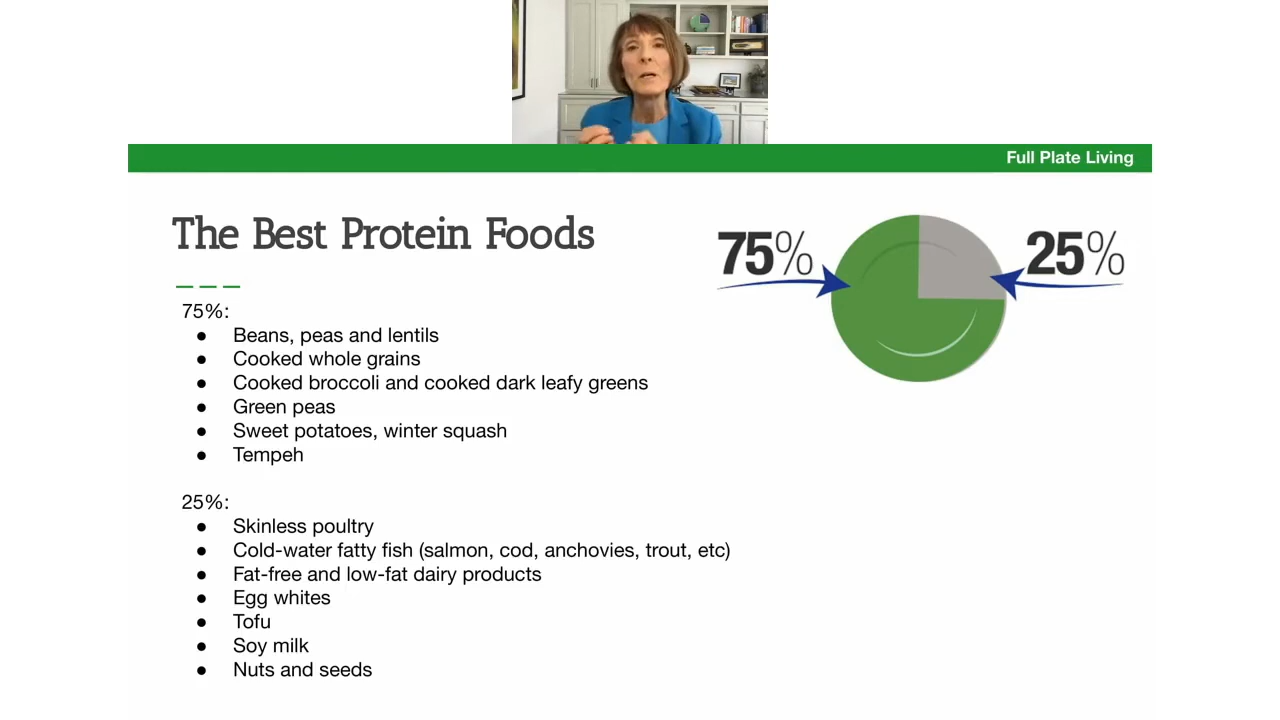 Full Plate Living
The Best Protein Foods
75%
25%
75%:
● Beans, peas and lentils
● Cooked whole grains
● Cooked broccoli and cooked dark leafy greens
● Green peas
● Sweet potatoes, winter squash
● Tempeh
25%:
● Skinless poultry
● Cold-water fatty fish (salmon, cod, anchovies, trout, etc)
● Fat-free and low-fat dairy products
● Egg whites
● Tofu
● Soy milk
● Nuts and seeds